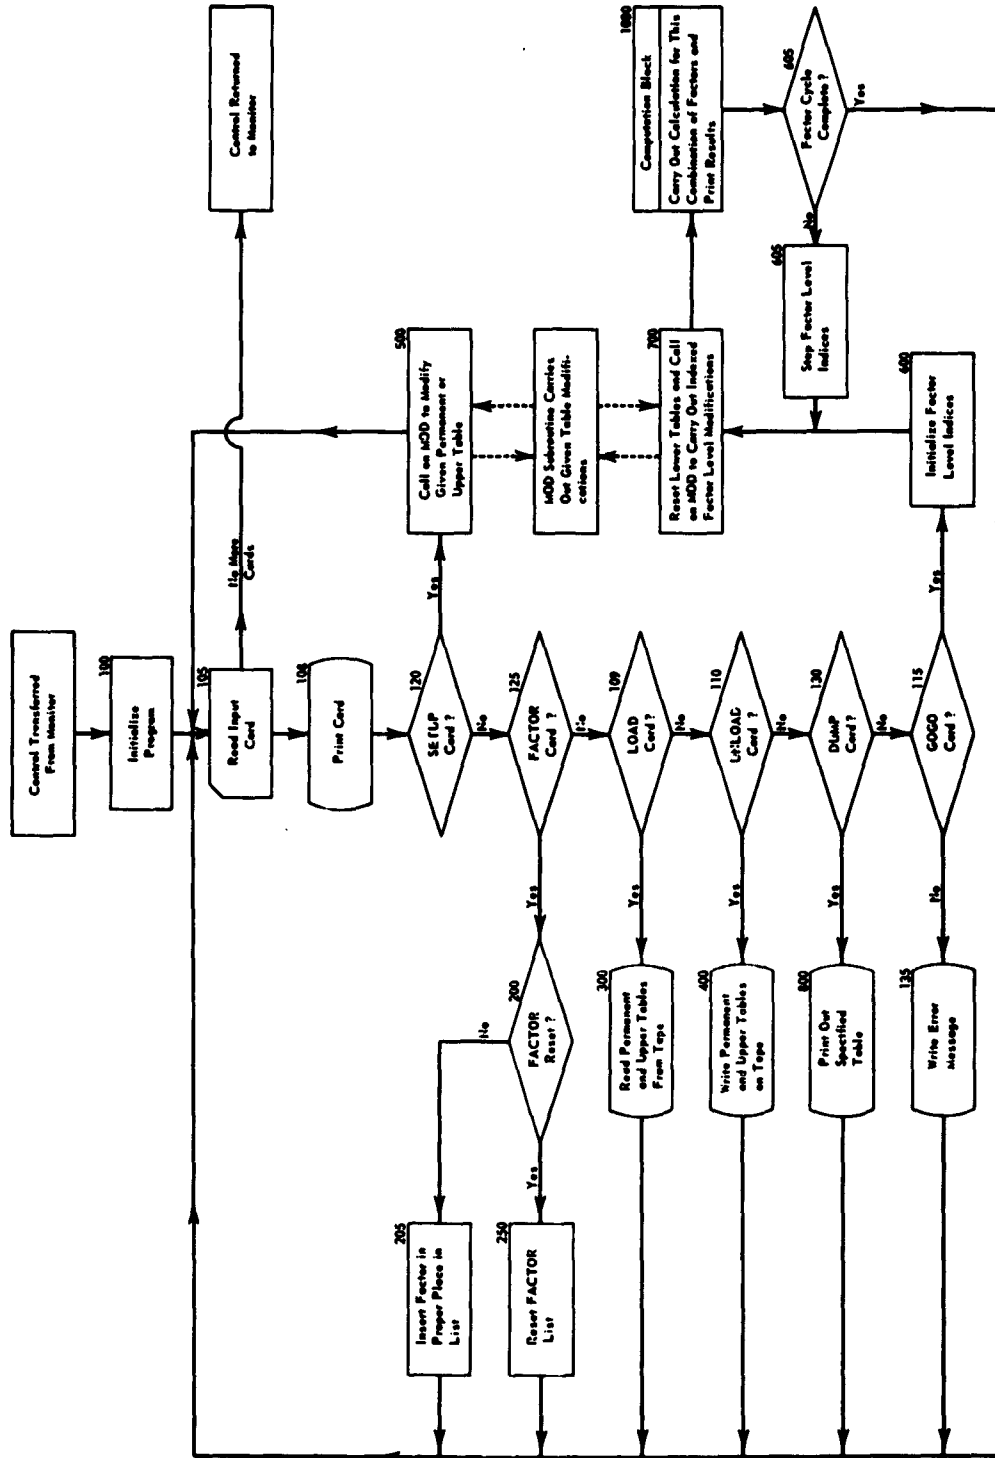 Control Transferred
From Monitor
100
Initialize
Program
105
Read Input
Card
No More
Cards
Control Returned
to Monitor
108
Print Card
120
SETUP
Card ?
Yes
No
500
Call on MOD to Modify
Given Permanent or
Upper Table
MOD Subroutine Carries
Out Given Table Modifi-
cations
700
Reset Lower Tables and Call
on MOD to Carry Out Indexed
Factor Level Modifications
1000
Computation Block
Carry Out Calculation for This
Combination of Factors and
Print Results
605
Factor Cycle
Complete ?
Yes
No
605
Step Factor Level
Indices
600
Initialize Factor
Level Indices
125
FACTOR
Card ?
Yes
No
200
FACTOR
Reset ?
No
Yes
205
Insert Factor in
Proper Place in
List
250
Reset FACTOR
List
109
LOAD
Card ?
Yes
No
300
Read Permanent
and Upper Tables
From Tape
110
UNLOAD
Card ?
Yes
No
400
Write Permanent
and Upper Tables
on Tape
130
DUMP
Card ?
Yes
No
800
Print Out
Specified
Table
115
GOGO
Card ?
Yes
No
135
Write Error
Message